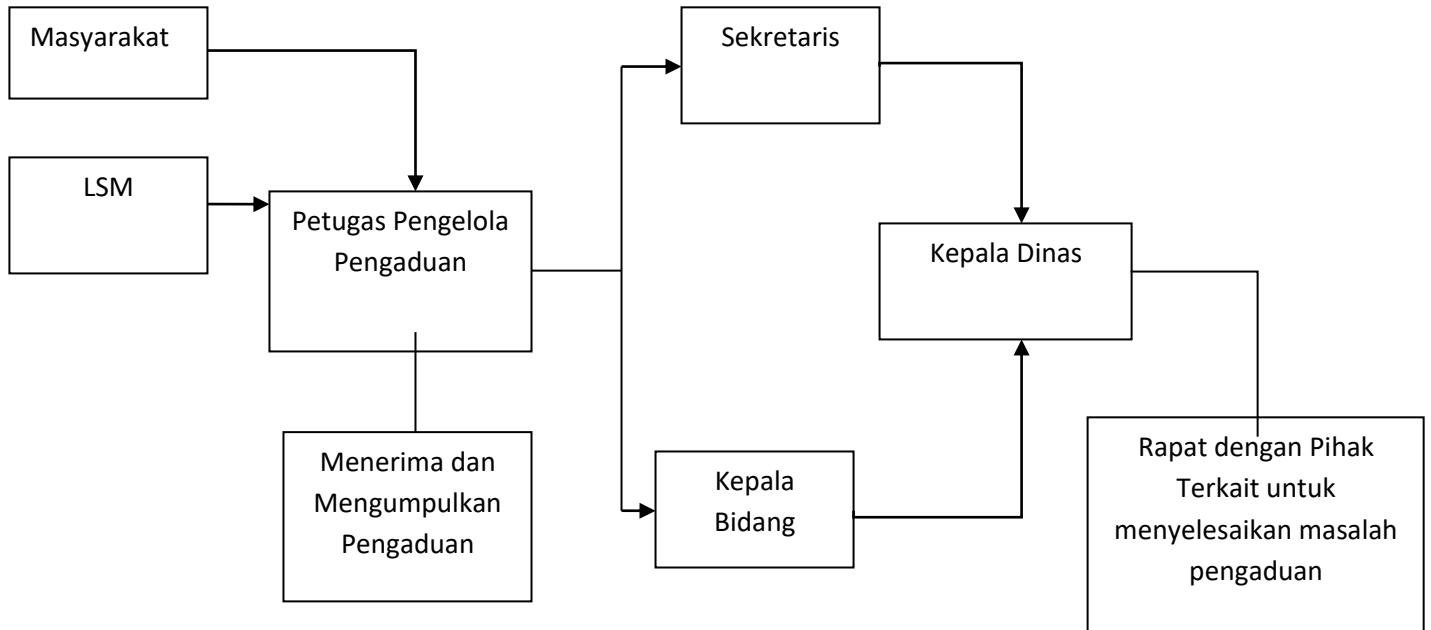 Masyarakat
LSM
Petugas Pengelola
Pengaduan
Menerima dan
Mengumpulkan
Pengaduan
Sekretaris
Kepala
Bidang
Kepala Dinas
Rapat dengan Pihak
Terkait untuk
menyelesaikan masalah
pengaduan